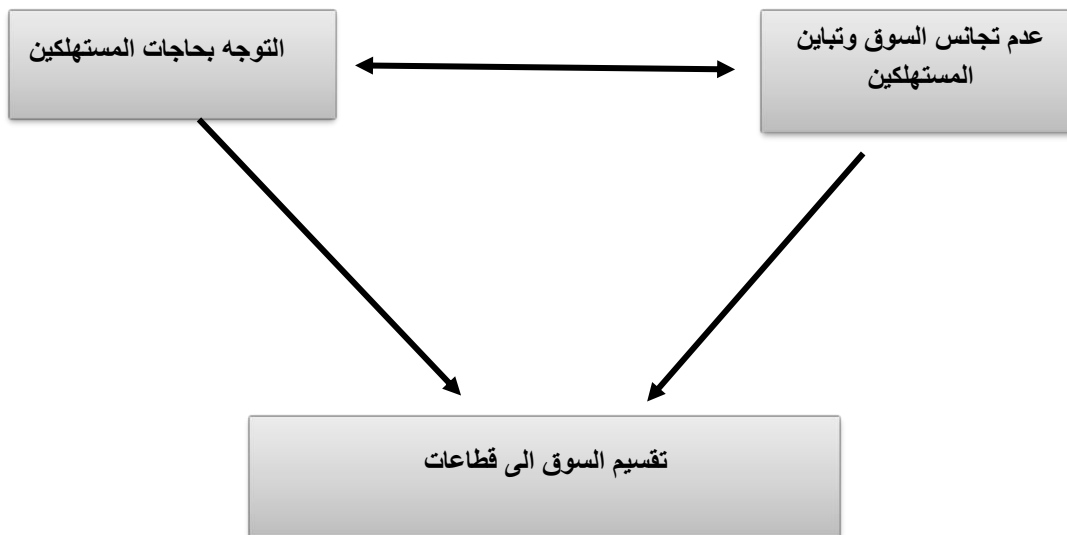 عدم تجانس السوق وتباين
المستهلكين
التوجه بحاجات المستهلكين
تقسيم السوق الى قطاعات